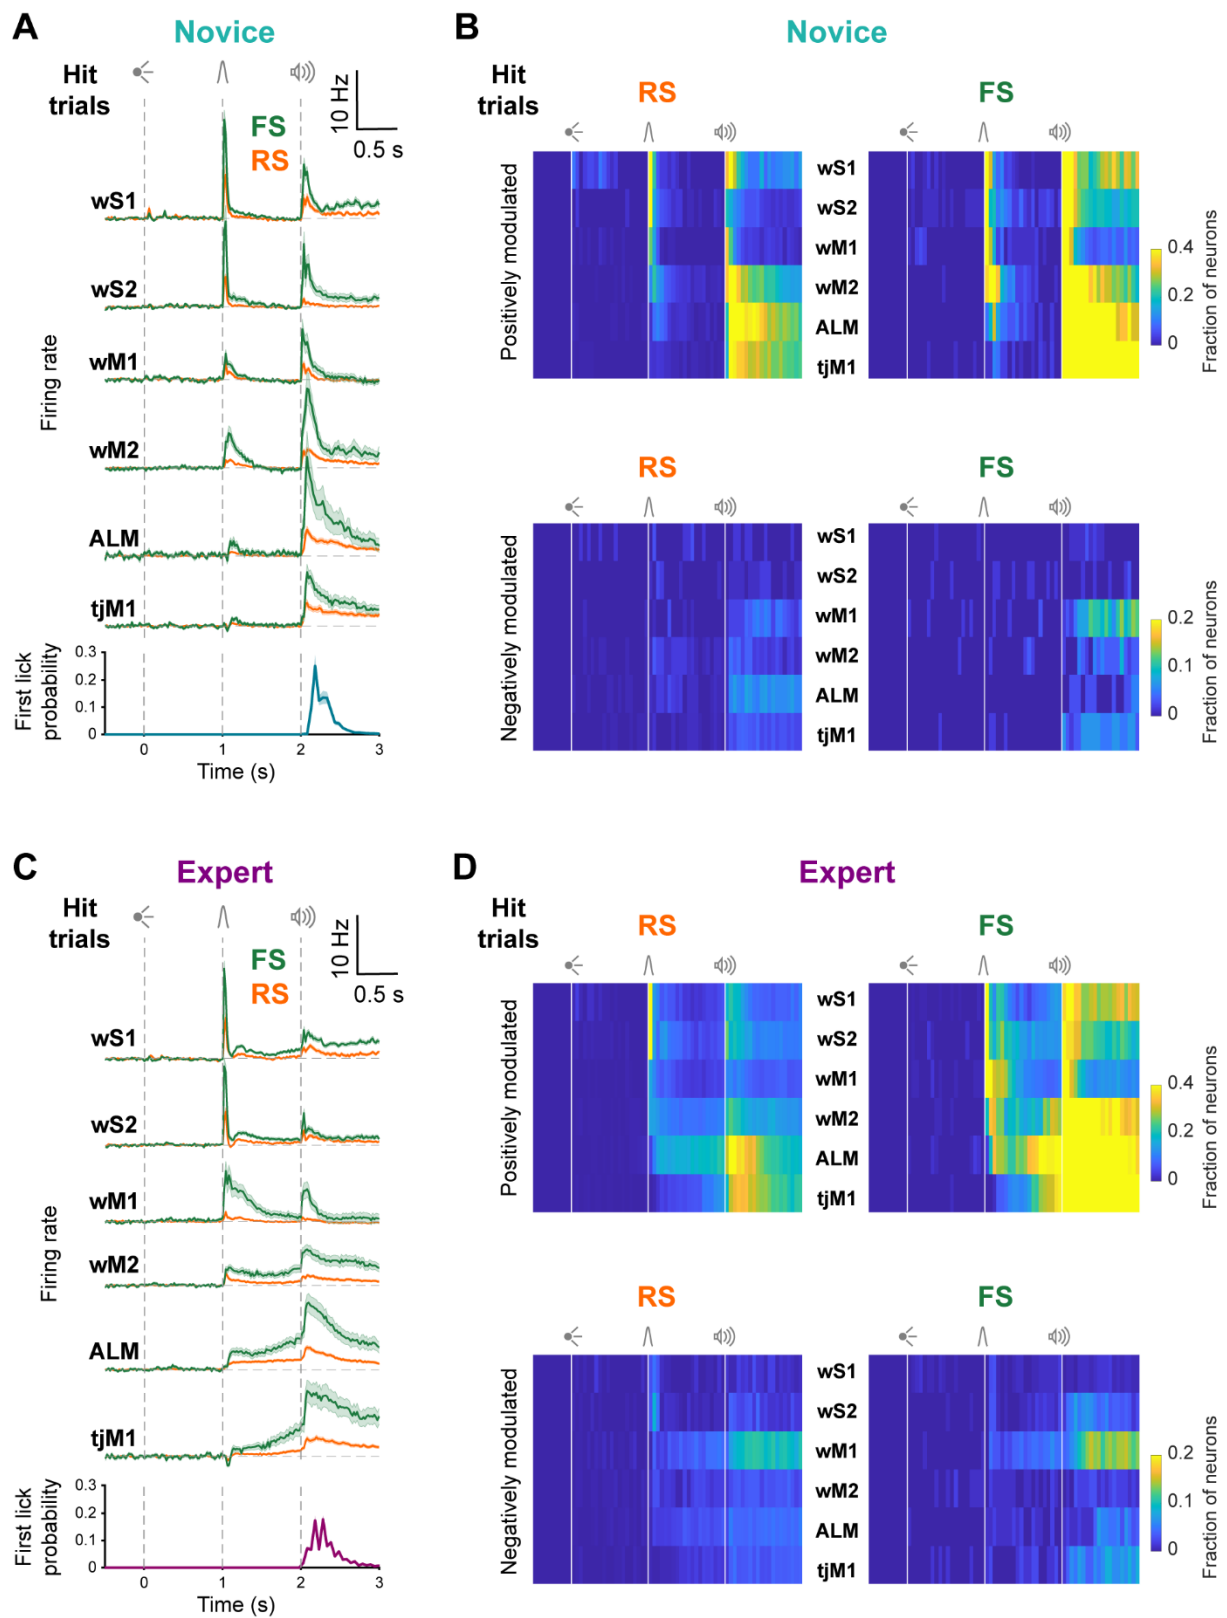 A
Novice
Hit
trials
10 Hz
0.5 s
FS
RS
wS1
wS2
wM1
wM2
ALM
tjM1
Firing rate
First lick
probability
0.3
0.2
0.1
0
0
1
2
3
Time (s)
B
Novice
Hit
trials
RS
FS
Positively modulated
wS1
wS2
wM1
wM2
ALM
tjM1
0.4
0.2
0
Fraction of neurons
RS
FS
Negatively modulated
wS1
wS2
wM1
wM2
ALM
tjM1
0.2
0.1
0
Fraction of neurons
C
Expert
Hit
trials
10 Hz
0.5 s
FS
RS
wS1
wS2
wM1
wM2
ALM
tjM1
Firing rate
First lick
probability
0.3
0.2
0.1
0
0
1
2
3
Time (s)
D
Expert
Hit
trials
RS
FS
Positively modulated
wS1
wS2
wM1
wM2
ALM
tjM1
0.4
0.2
0
Fraction of neurons
RS
FS
Negatively modulated
wS1
wS2
wM1
wM2
ALM
tjM1
0.2
0.1
0
Fraction of neurons